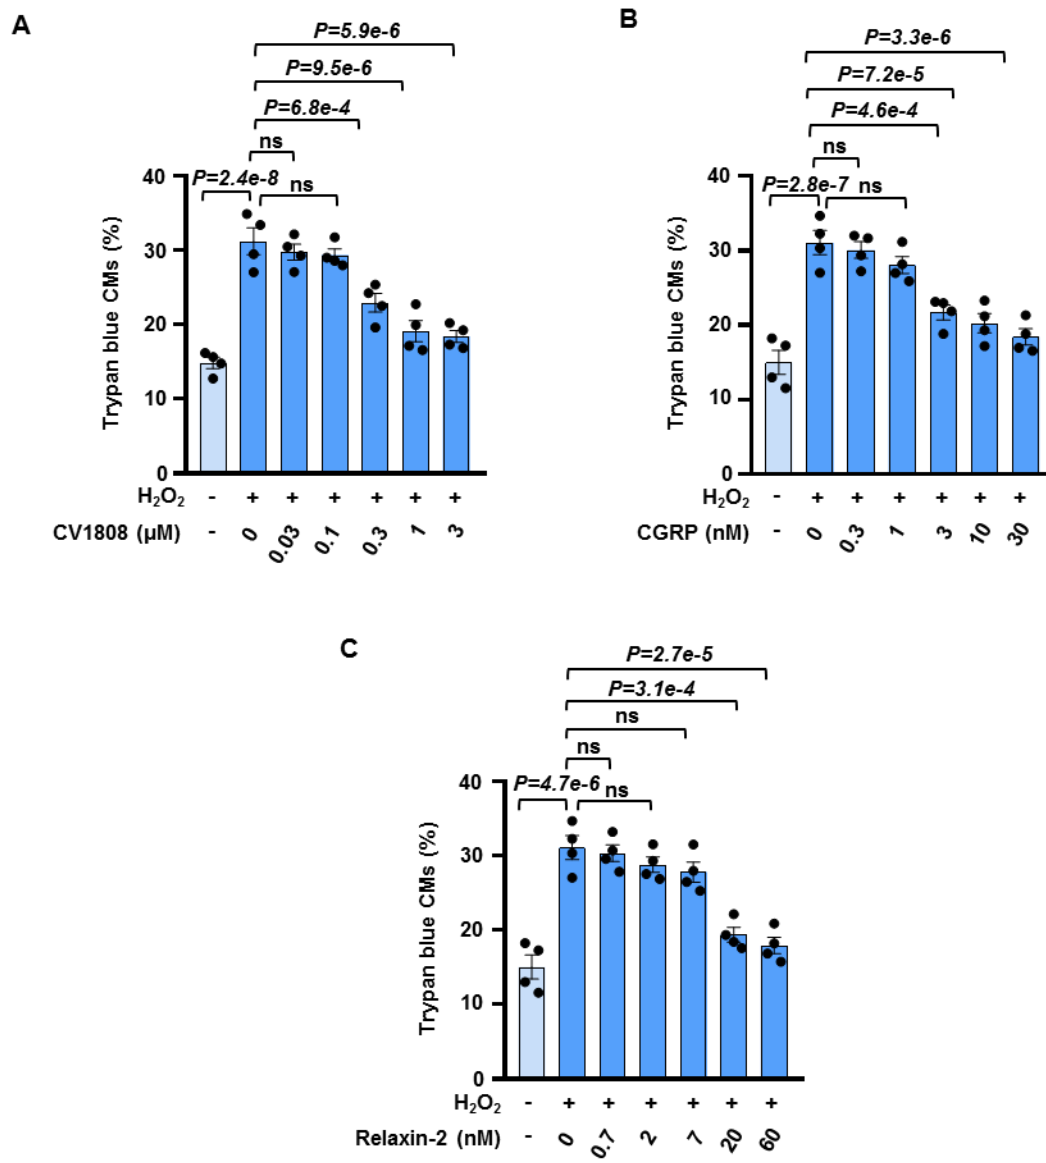 A
P=5.9e-6
P=9.5e-6
P=6.8e-4
ns
P=2.4e-8
ns
Trypan blue CMs (%)
40
30
20
10
0
H₂O₂ - + + + + + +
CV1808 (µM) - 0 0.03 0.1 0.3 1 3
B
P=3.3e-6
P=7.2e-5
P=4.6e-4
ns
P=2.8e-7
ns
Trypan blue CMs (%)
40
30
20
10
0
H₂O₂ - + + + + + +
CGRP (nM) - 0 0.3 1 3 10 30
C
P=2.7e-5
P=3.1e-4
ns
ns
P=4.7e-6
ns
Trypan blue CMs (%)
40
30
20
10
0
H₂O₂ - + + + + + +
Relaxin-2 (nM) - 0 0.7 2 7 20 60